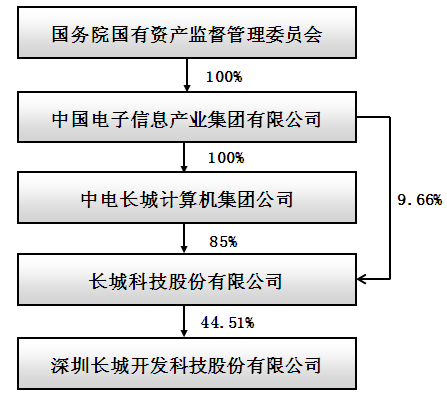 国务院国有资产监督管理委员会
100%
中国电子信息产业集团有限公司
100%
中电长城计算机集团公司
9.66%
85%
长城科技股份有限公司
44.51%
深圳长城开发科技股份有限公司